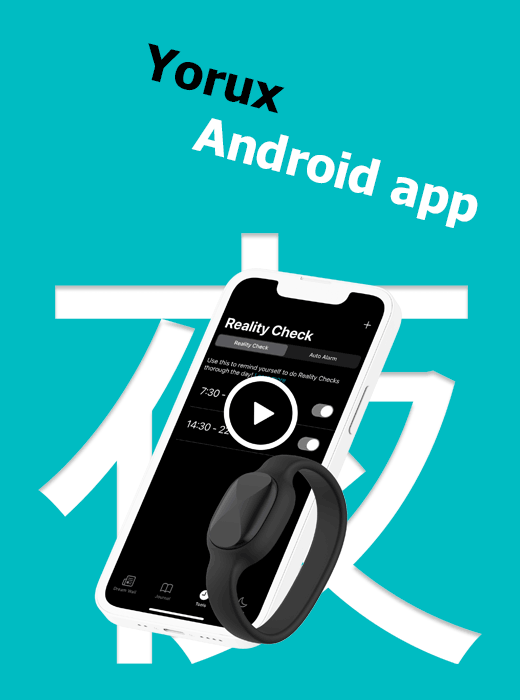 Yorux
Android app
夜
Reality Check
Reality Check Auto Alarm
Use this to remind yourself to do Reality Checks
thorough the day!
7:30 -
14:30 - 22
Dream Wall Journal Tools